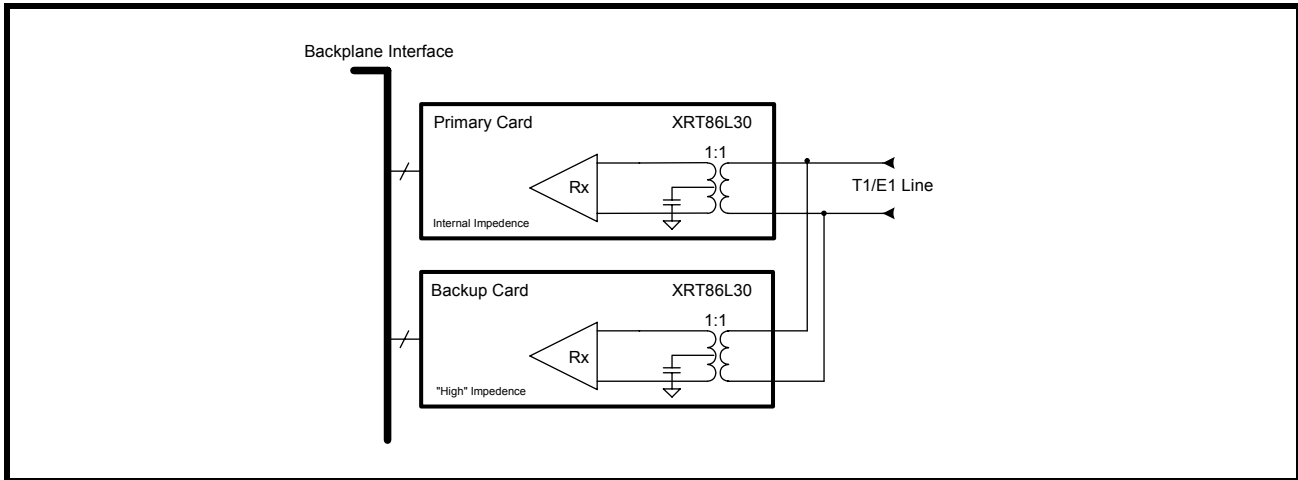 Backplane Interface
Primary Card XRT86L30
1:1
Rx
T1/E1 Line
Internal Impedence
Backup Card XRT86L30
1:1
Rx
"High" Impedence